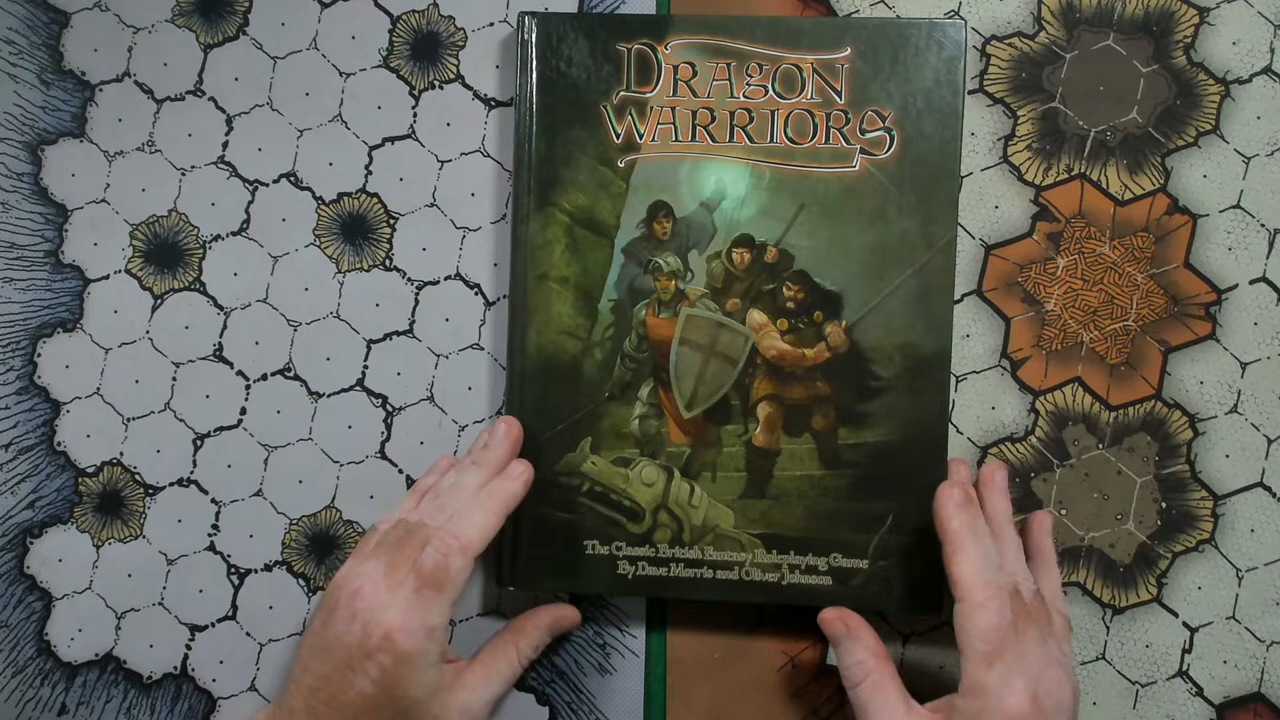 DRAGON
WARRIORS
The Classic British Fantasy Roleplaying Game
By Dave Morris and Oliver Johnson